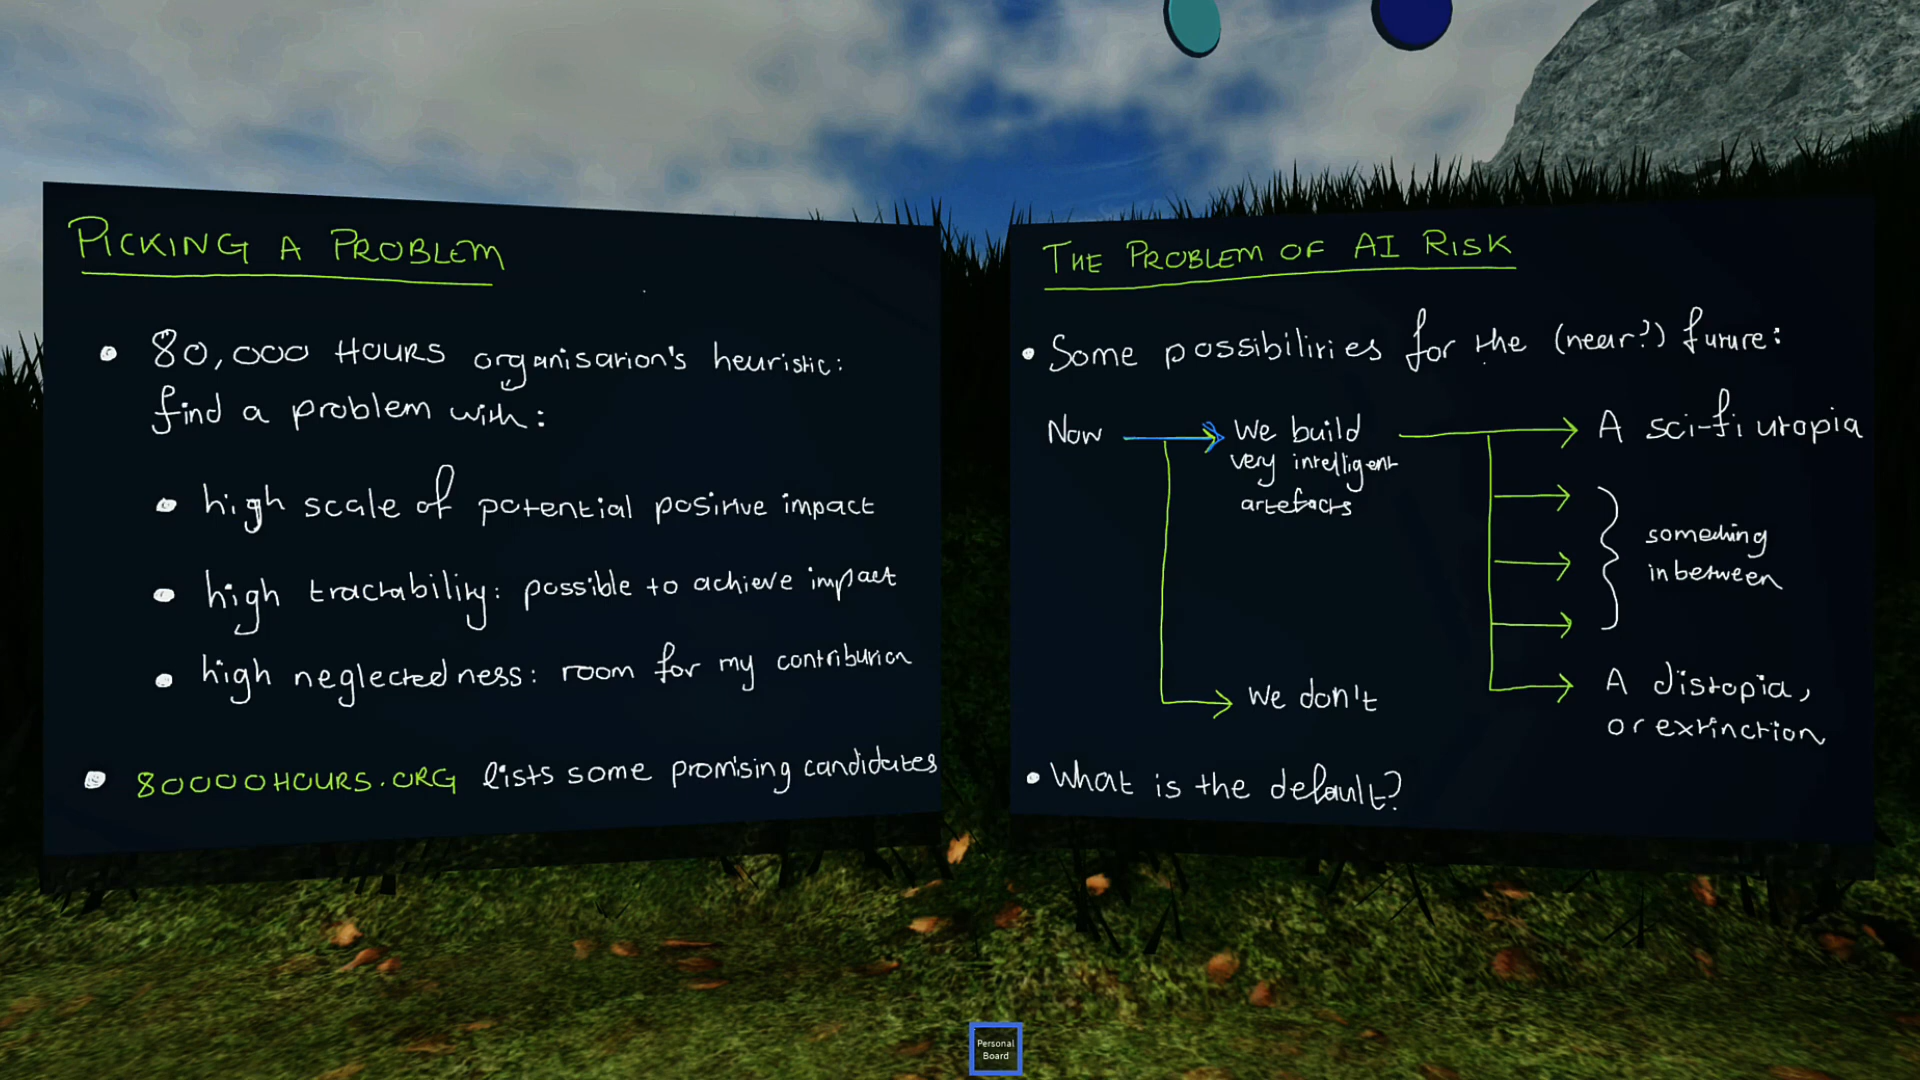 PICKING A PROBLEM
• 80,000 HOURS organisation's heuristic:
find a problem with:
• high scale of potential positive impact
• high tractability: possible to achieve impact
• high neglectedness: room for my contribution
• 80000HOURS.ORG lists some promising candidates
THE PROBLEM OF AI RISK
• Some possibilities for the (near?) future:
Now
We build
very intelligent
artefacts
We don't
A sci-fi utopia
something
inbetween
A distopia,
or extinction
• What is the default?
Personal
Board